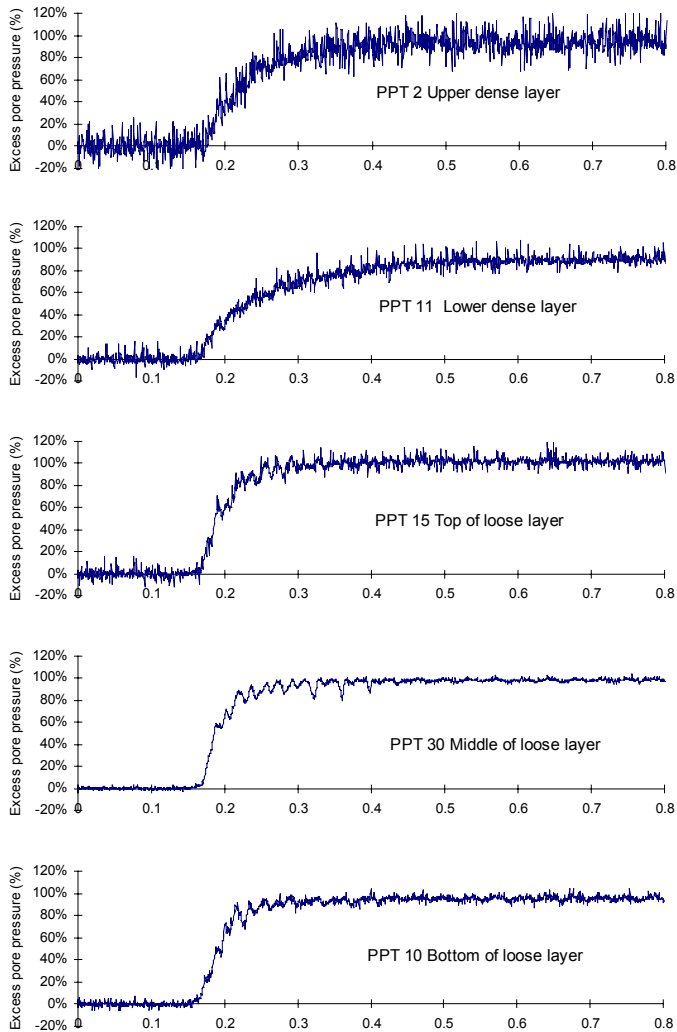 120%
100%
80%
60%
40%
20%
0%
-20%
Excess pore pressure (%)
PPT 2 Upper dense layer
0 0.1 0.2 0.3 0.4 0.5 0.6 0.7 0.8
120%
100%
80%
60%
40%
20%
0%
-20%
Excess pore pressure (%)
PPT 11 Lower dense layer
0 0.1 0.2 0.3 0.4 0.5 0.6 0.7 0.8
120%
100%
80%
60%
40%
20%
0%
-20%
Excess pore pressure (%)
PPT 15 Top of loose layer
0 0.1 0.2 0.3 0.4 0.5 0.6 0.7 0.8
120%
100%
80%
60%
40%
20%
0%
-20%
Excess pore pressure (%)
PPT 30 Middle of loose layer
0 0.1 0.2 0.3 0.4 0.5 0.6 0.7 0.8
120%
100%
80%
60%
40%
20%
0%
-20%
Excess pore pressure (%)
PPT 10 Bottom of loose layer
0 0.1 0.2 0.3 0.4 0.5 0.6 0.7 0.8